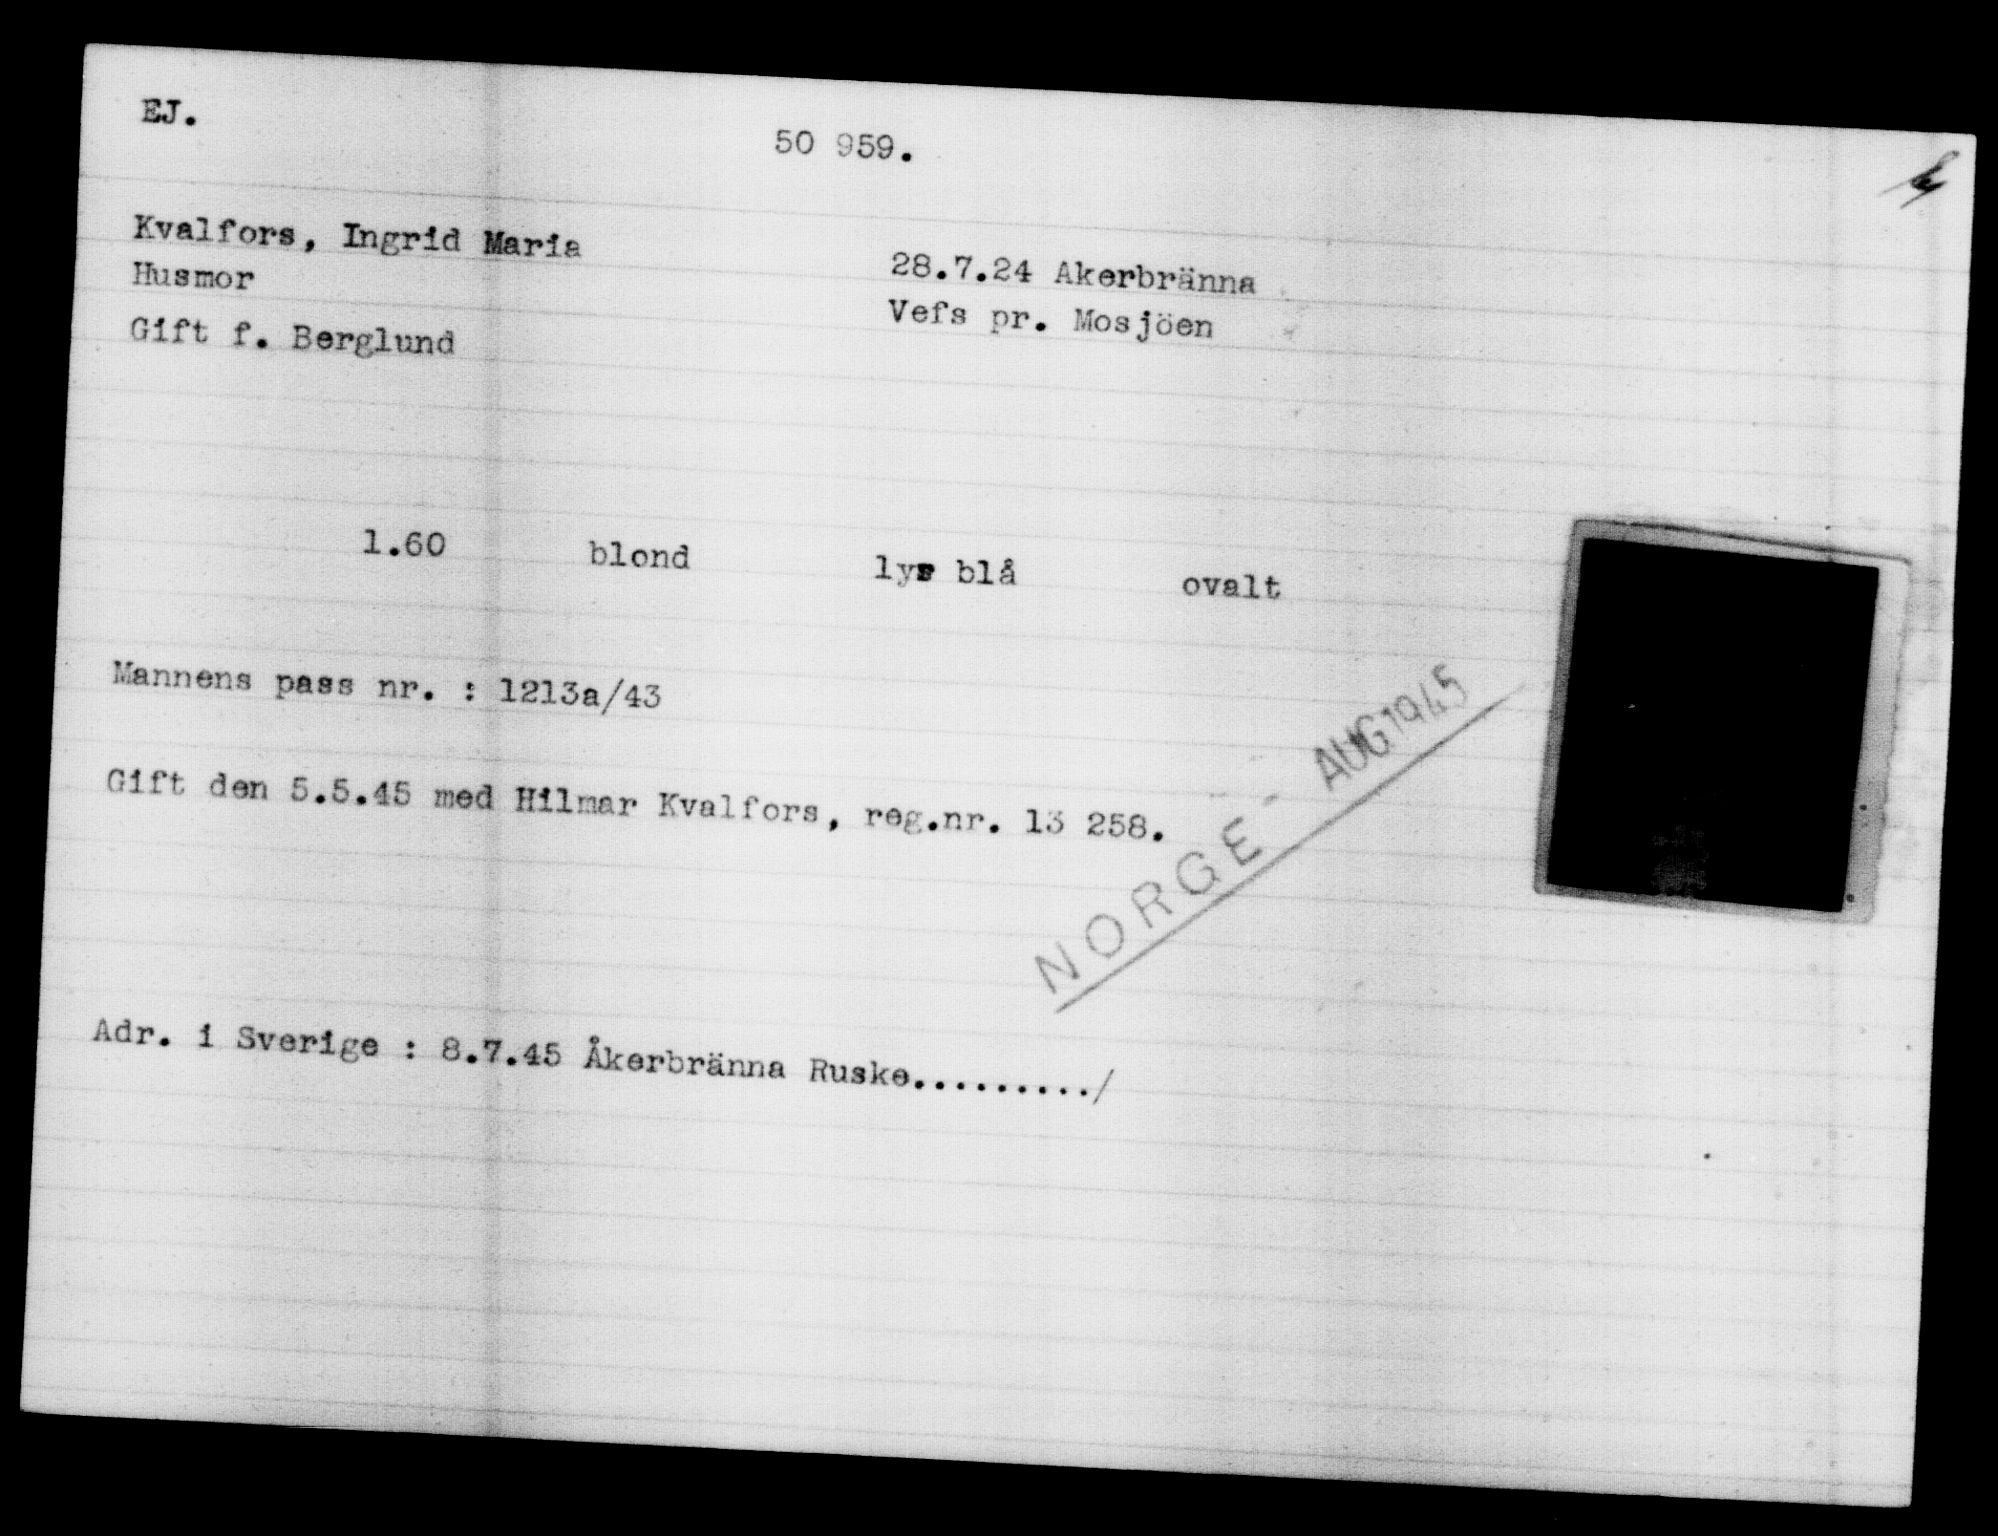 EJ.
50 959.
Kvalfors, Ingrid Maria
28.7.24 Akerbränna
Husmor
Vefs pr. Mosjöen
Gift f. Berglund
1.60 blond lys blå ovalt
Mannens pass nr. : 1213a/43
Gift den 5.5.45 med Hilmar Kvalfors, reg.nr. 13 258.
NORGE - AUG 1945
Adr. i Sverige : 8.7.45 Åkerbränna Ruske........./